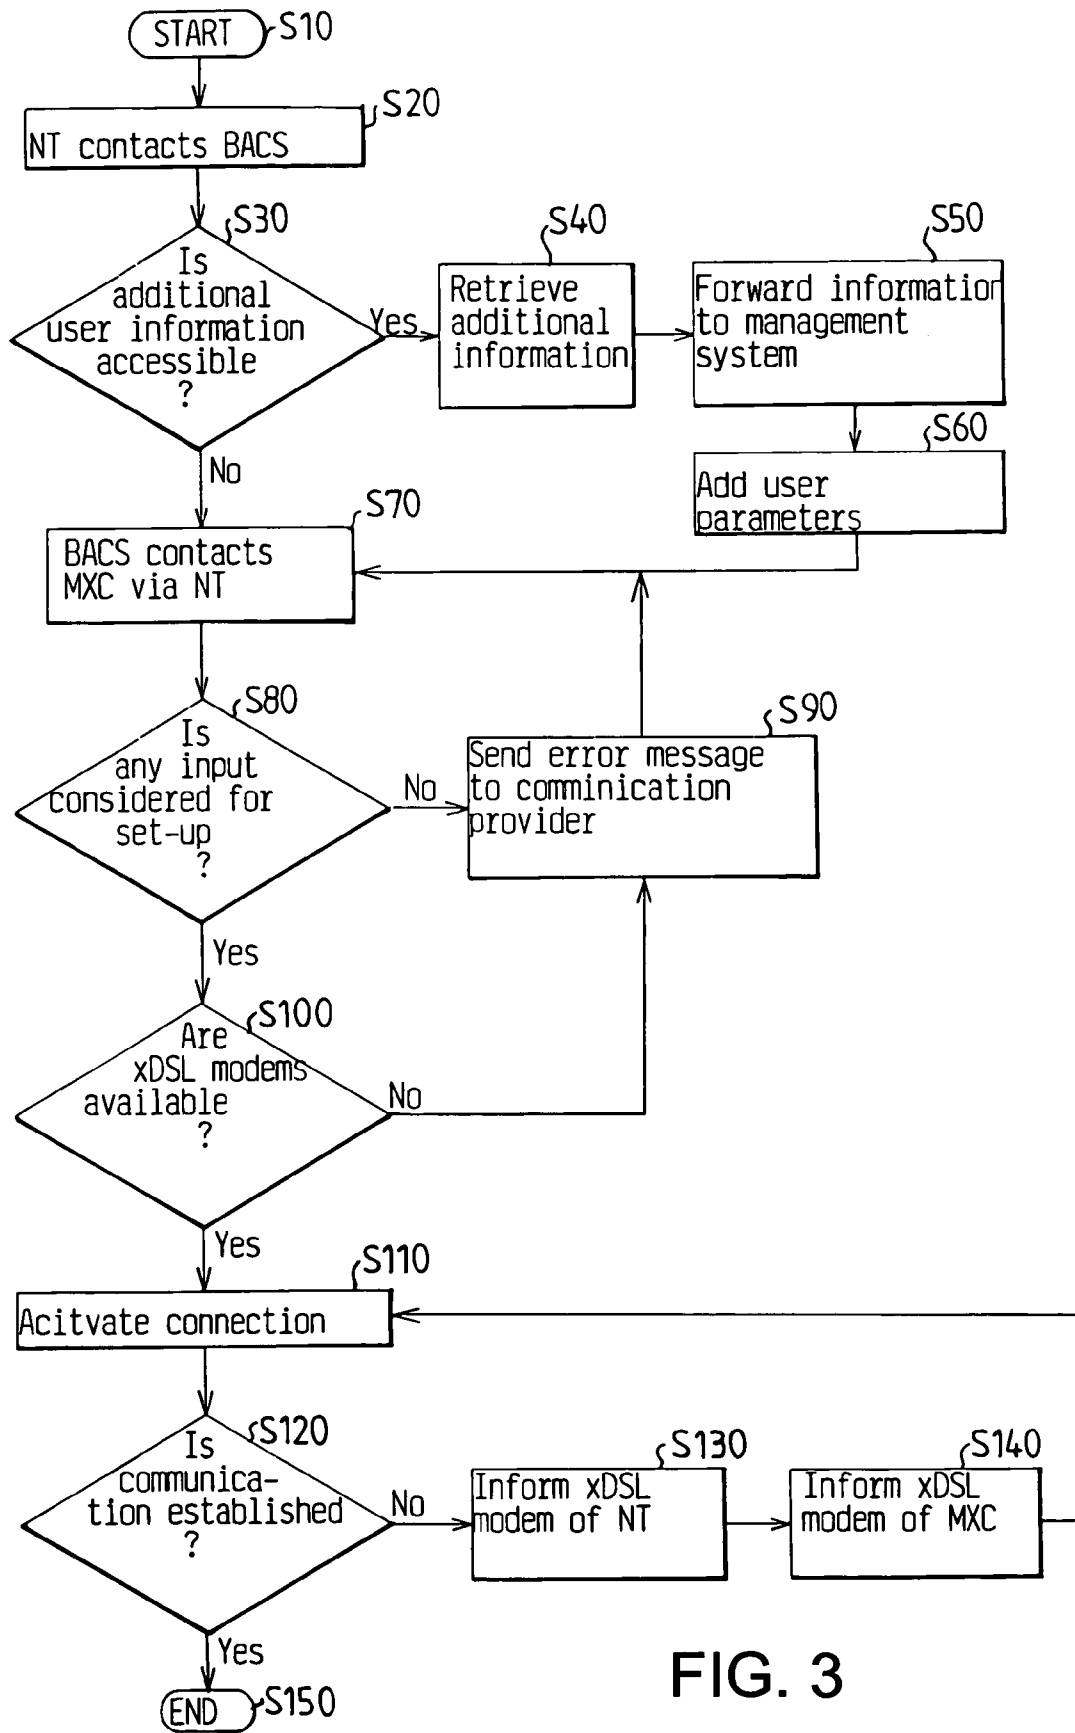 START
S10
S20
NT contacts BACS
S30
Is
additional
user information
accessible
?
Yes
No
S40
Retrieve
additional
information
S50
Forward information
to management
system
S60
Add user
parameters
S70
BACS contacts
MXC via NT
S80
Is
any input
considered for
set-up
?
No
Yes
S90
Send error message
to comminication
provider
S100
Are
xDSL modems
available
?
No
Yes
S110
Acitvate connection
S120
Is
communica-
tion established
?
No
Yes
S130
Inform xDSL
modem of NT
S140
Inform xDSL
modem of MXC
END
S150
FIG. 3